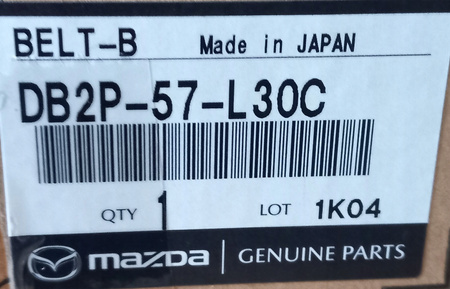 BELT-B Made in JAPAN
DB2P-57-L30C
QTY 1 LOT 1K04
mazda GENUINE PARTS